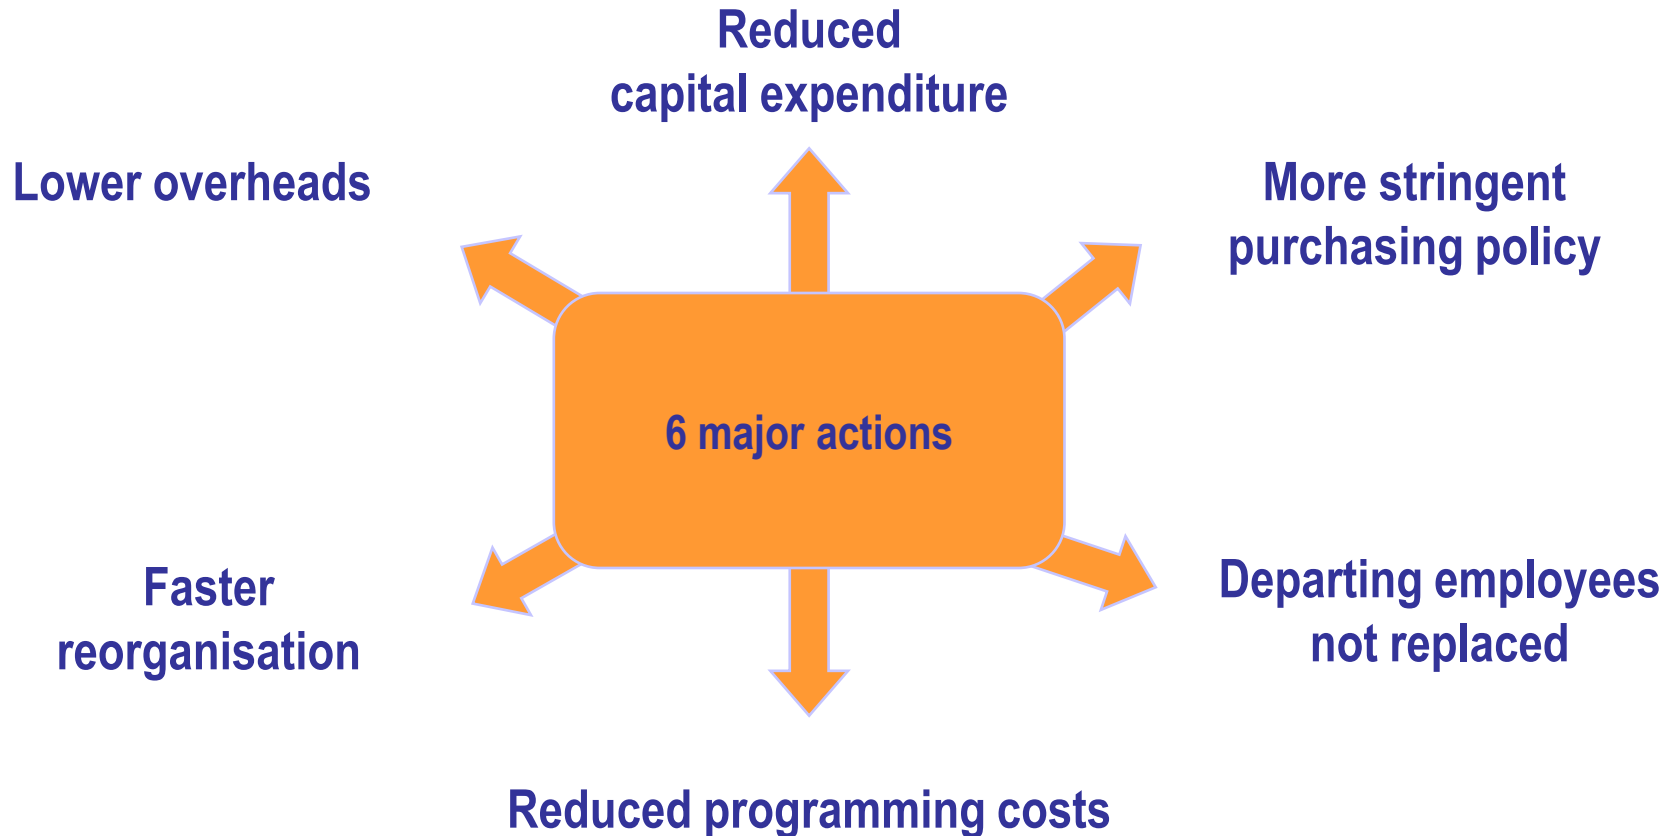 Reduced
capital expenditure
Lower overheads
More stringent
purchasing policy
6 major actions
Faster
reorganisation
Departing employees
not replaced
Reduced programming costs